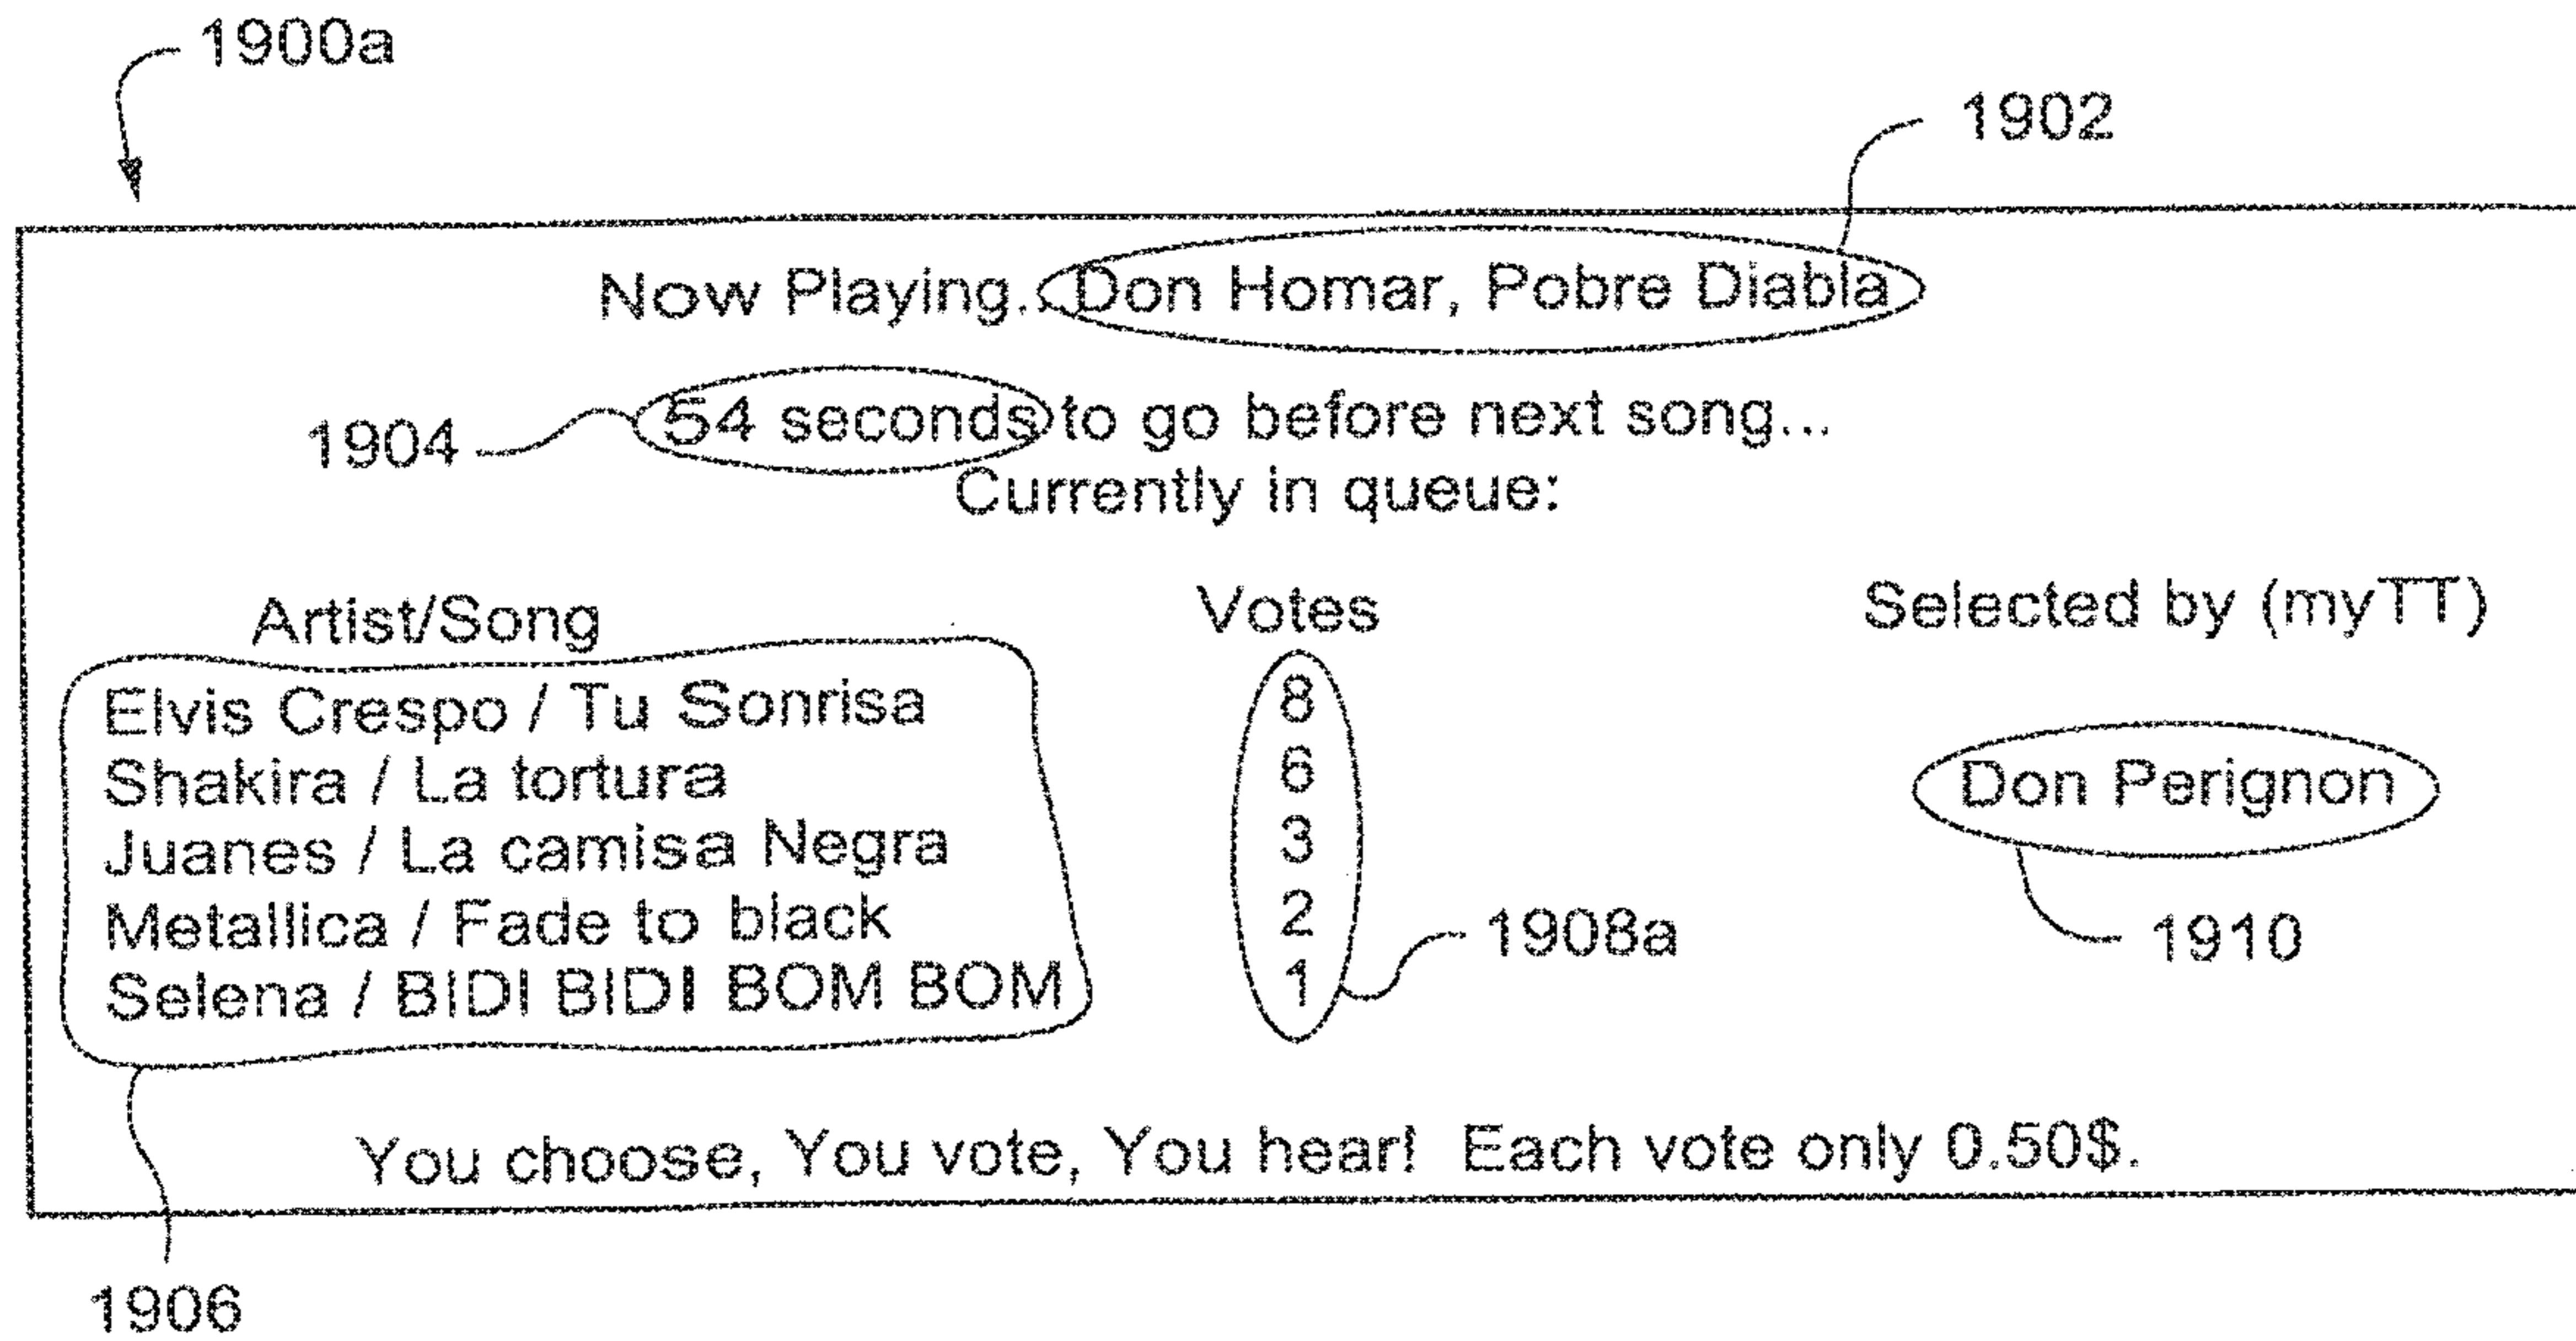 1900a
1902
Now Playing.. Don Homar, Pobre Diabla
1904
54 seconds to go before next song...
Currently in queue:
Artist/Song Votes Selected by (myTT)
Elvis Crespo / Tu Sonrisa 8
Shakira / La tortura 6 Don Perignon
Juanes / La camisa Negra 3
Metallica / Fade to black 2
1908a 1910
Selena / BIDI BIDI BOM BOM 1
You choose, You vote, You hear! Each vote only 0.50$.
1906